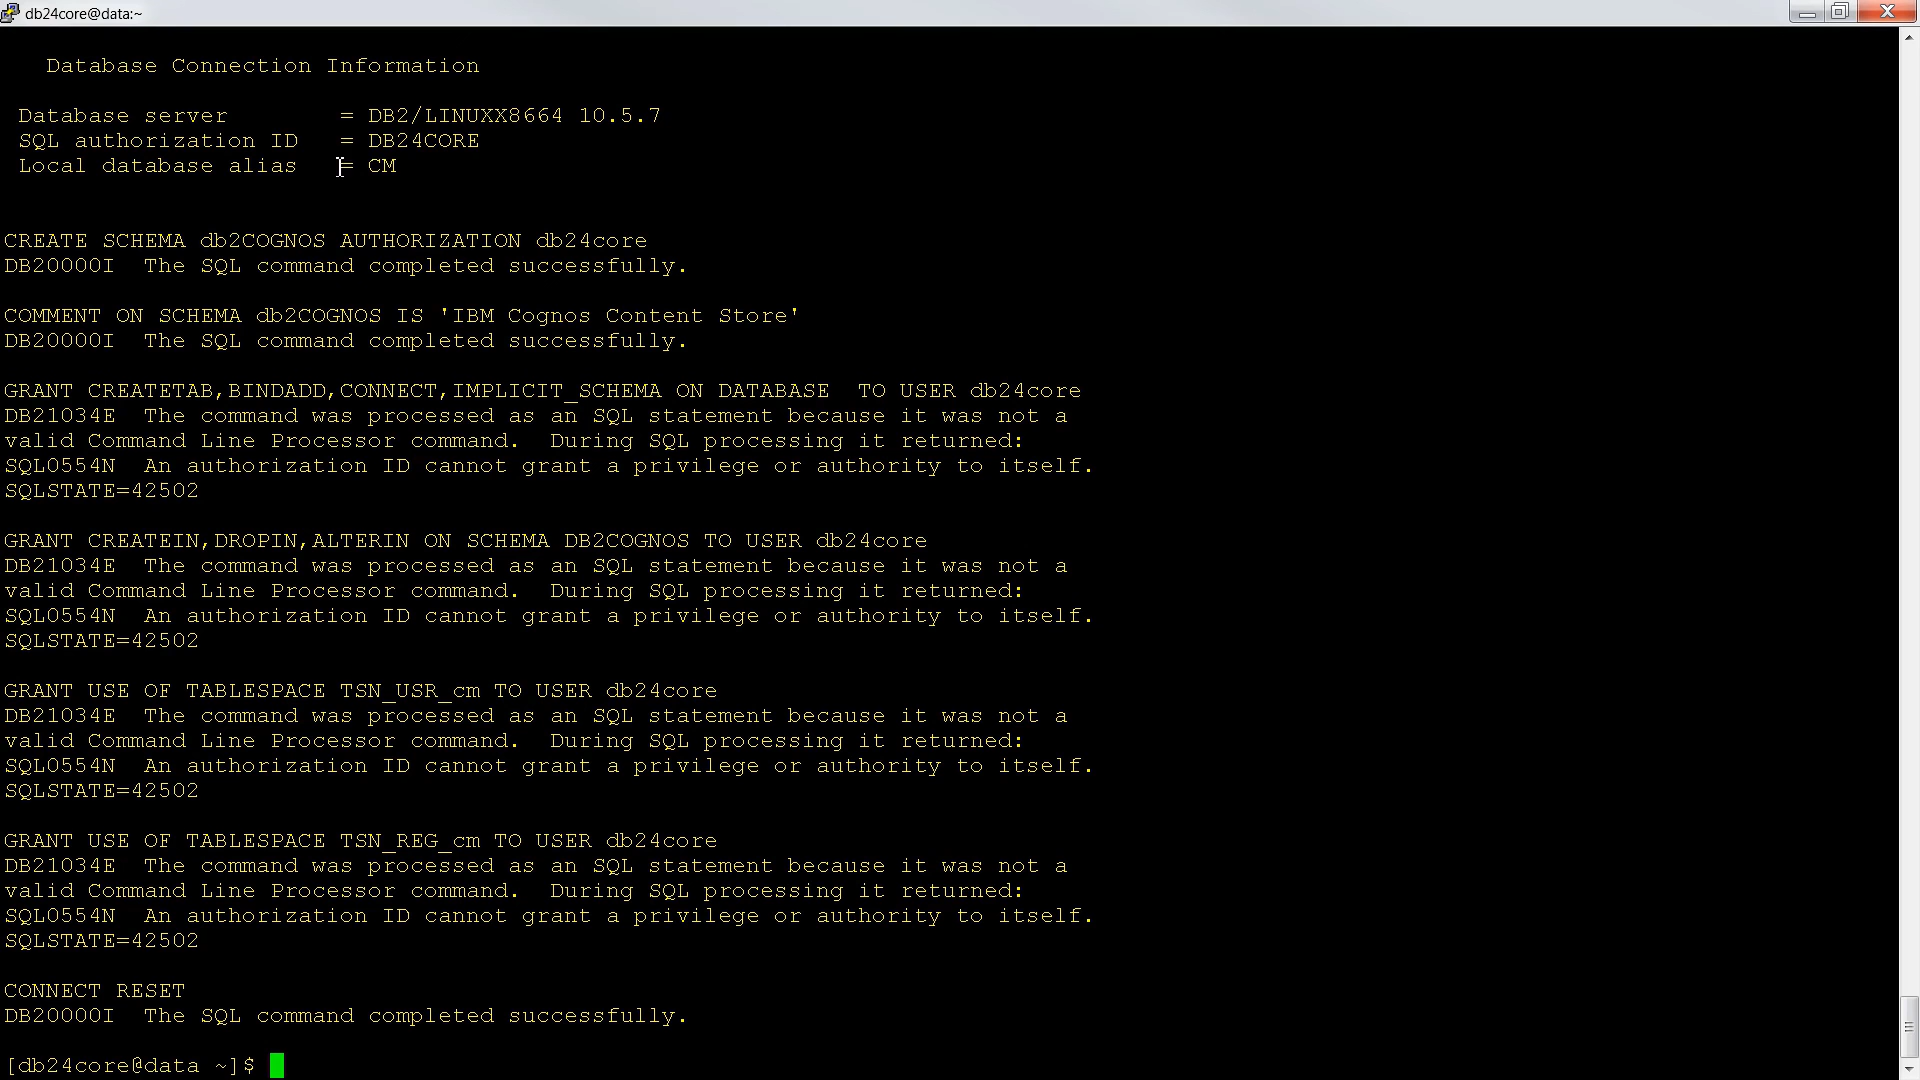 db24core@data:~
Database Connection Information
Database server = DB2/LINUXX8664 10.5.7
SQL authorization ID = DB24CORE
Local database alias = CM
CREATE SCHEMA db2COGNOS AUTHORIZATION db24core
DB20000I The SQL command completed successfully.
COMMENT ON SCHEMA db2COGNOS IS 'IBM Cognos Content Store'
DB20000I The SQL command completed successfully.
GRANT CREATETAB,BINDADD,CONNECT,IMPLICIT_SCHEMA ON DATABASE TO USER db24core
DB21034E The command was processed as an SQL statement because it was not a
valid Command Line Processor command. During SQL processing it returned:
SQL0554N An authorization ID cannot grant a privilege or authority to itself.
SQLSTATE=42502
GRANT CREATEIN,DROPIN,ALTERIN ON SCHEMA DB2COGNOS TO USER db24core
DB21034E The command was processed as an SQL statement because it was not a
valid Command Line Processor command. During SQL processing it returned:
SQL0554N An authorization ID cannot grant a privilege or authority to itself.
SQLSTATE=42502
GRANT USE OF TABLESPACE TSN_USR_cm TO USER db24core
DB21034E The command was processed as an SQL statement because it was not a
valid Command Line Processor command. During SQL processing it returned:
SQL0554N An authorization ID cannot grant a privilege or authority to itself.
SQLSTATE=42502
GRANT USE OF TABLESPACE TSN_REG_cm TO USER db24core
DB21034E The command was processed as an SQL statement because it was not a
valid Command Line Processor command. During SQL processing it returned:
SQL0554N An authorization ID cannot grant a privilege or authority to itself.
SQLSTATE=42502
CONNECT RESET
DB20000I The SQL command completed successfully.
[db24core@data ~]$